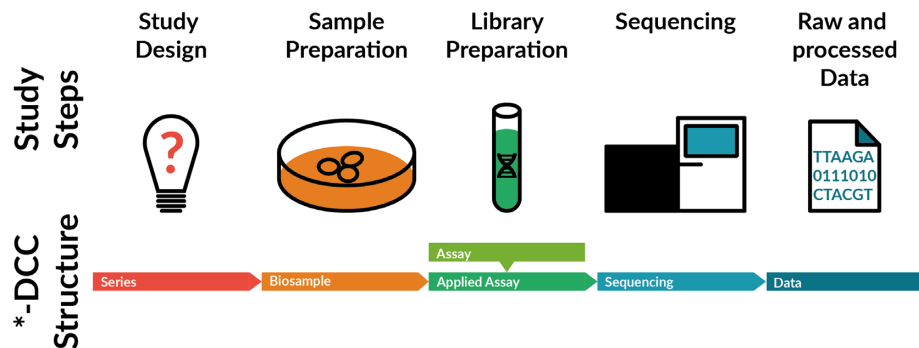 Study
Design
Sample
Preparation
Library
Preparation
Sequencing
Raw and
processed
Data
Study
Steps
?
TTAAGA
0111010
CTACGT
*-DCC
Structure
Assay
Series
Biosample
Applied Assay
Sequencing
Data